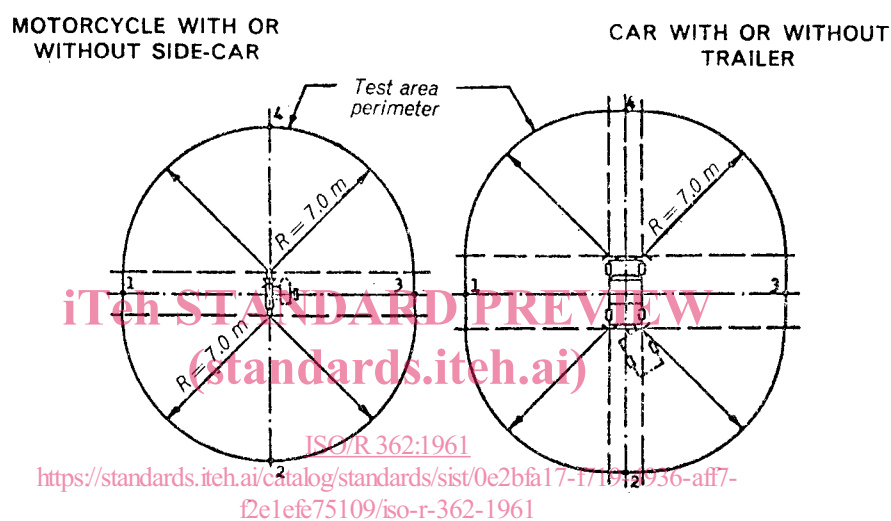 MOTORCYCLE WITH OR
WITHOUT SIDE-CAR
CAR WITH OR WITHOUT
TRAILER
Test area
perimeter
4
4
R = 7.0 m
R = 7.0 m
1
3
1
3
iTeh STANDARD PREVIEW
R = 7.0 m
(standards.iteh.ai)
ISO/R 362:1961
2
2
https://standards.iteh.ai/catalog/standards/sist/0e2bfa17-f719-4936-aff7-
f2e1efe75109/iso-r-362-1961